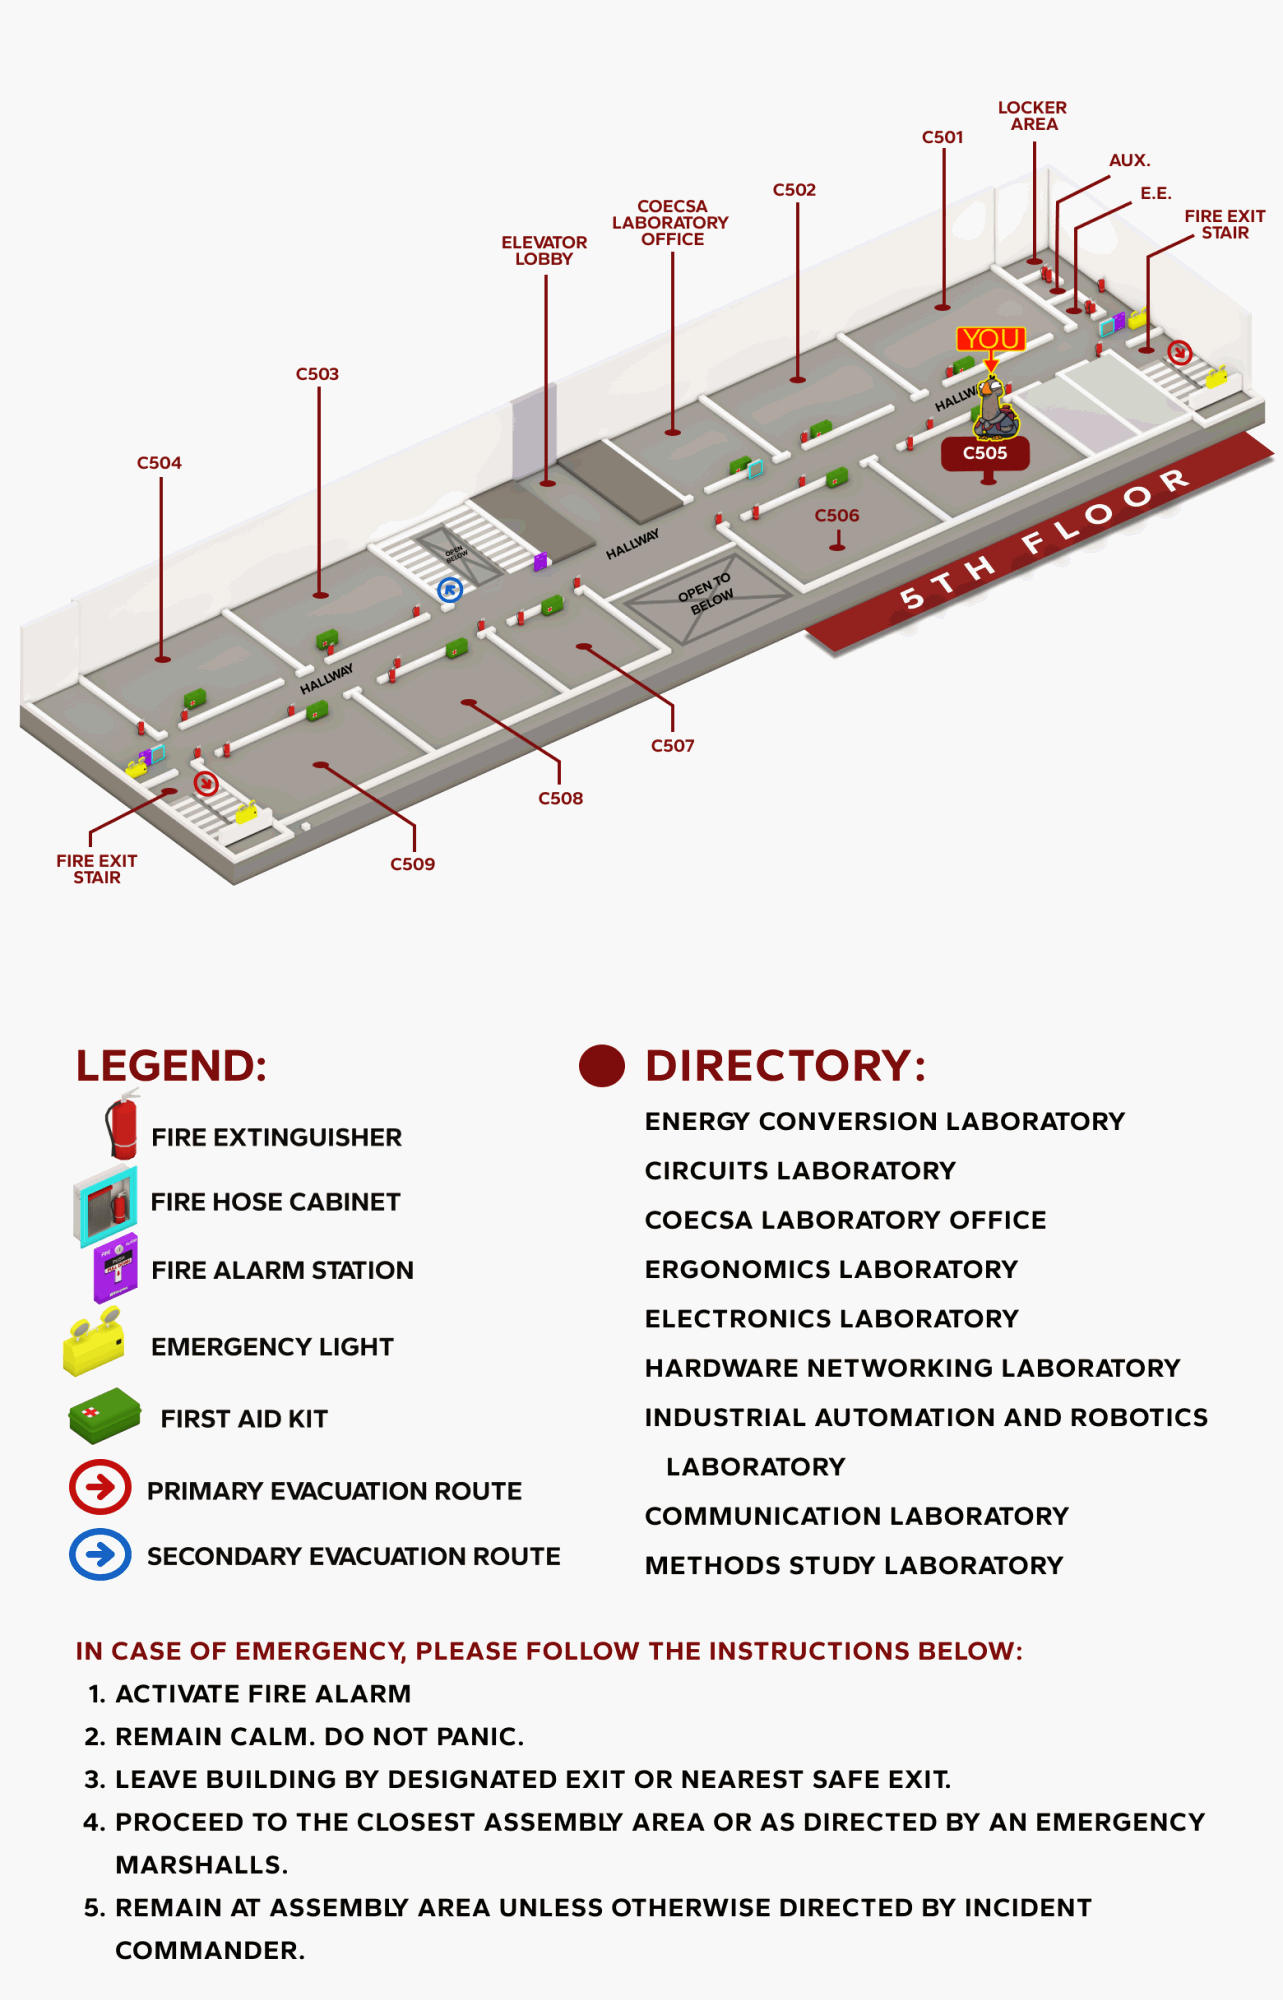 LOCKER
AREA
C501
AUX.
C502
E.E.
COECSA
LABORATORY
OFFICE
FIRE EXIT
STAIR
ELEVATOR
LOBBY
YOU
C503
HALLWAY
C504
C505
5TH FLOOR
C506
OPEN
BELOW
HALLWAY
OPEN TO
BELOW
HALLWAY
C507
C508
C509
FIRE EXIT
STAIR
LEGEND:
FIRE EXTINGUISHER
FIRE HOSE CABINET
FIRE ALARM STATION
EMERGENCY LIGHT
FIRST AID KIT
PRIMARY EVACUATION ROUTE
SECONDARY EVACUATION ROUTE
DIRECTORY:
ENERGY CONVERSION LABORATORY
CIRCUITS LABORATORY
COECSA LABORATORY OFFICE
ERGONOMICS LABORATORY
ELECTRONICS LABORATORY
HARDWARE NETWORKING LABORATORY
INDUSTRIAL AUTOMATION AND ROBOTICS
LABORATORY
COMMUNICATION LABORATORY
METHODS STUDY LABORATORY
IN CASE OF EMERGENCY, PLEASE FOLLOW THE INSTRUCTIONS BELOW:
1. ACTIVATE FIRE ALARM
2. REMAIN CALM. DO NOT PANIC.
3. LEAVE BUILDING BY DESIGNATED EXIT OR NEAREST SAFE EXIT.
4. PROCEED TO THE CLOSEST ASSEMBLY AREA OR AS DIRECTED BY AN EMERGENCY
MARSHALLS.
5. REMAIN AT ASSEMBLY AREA UNLESS OTHERWISE DIRECTED BY INCIDENT
COMMANDER.